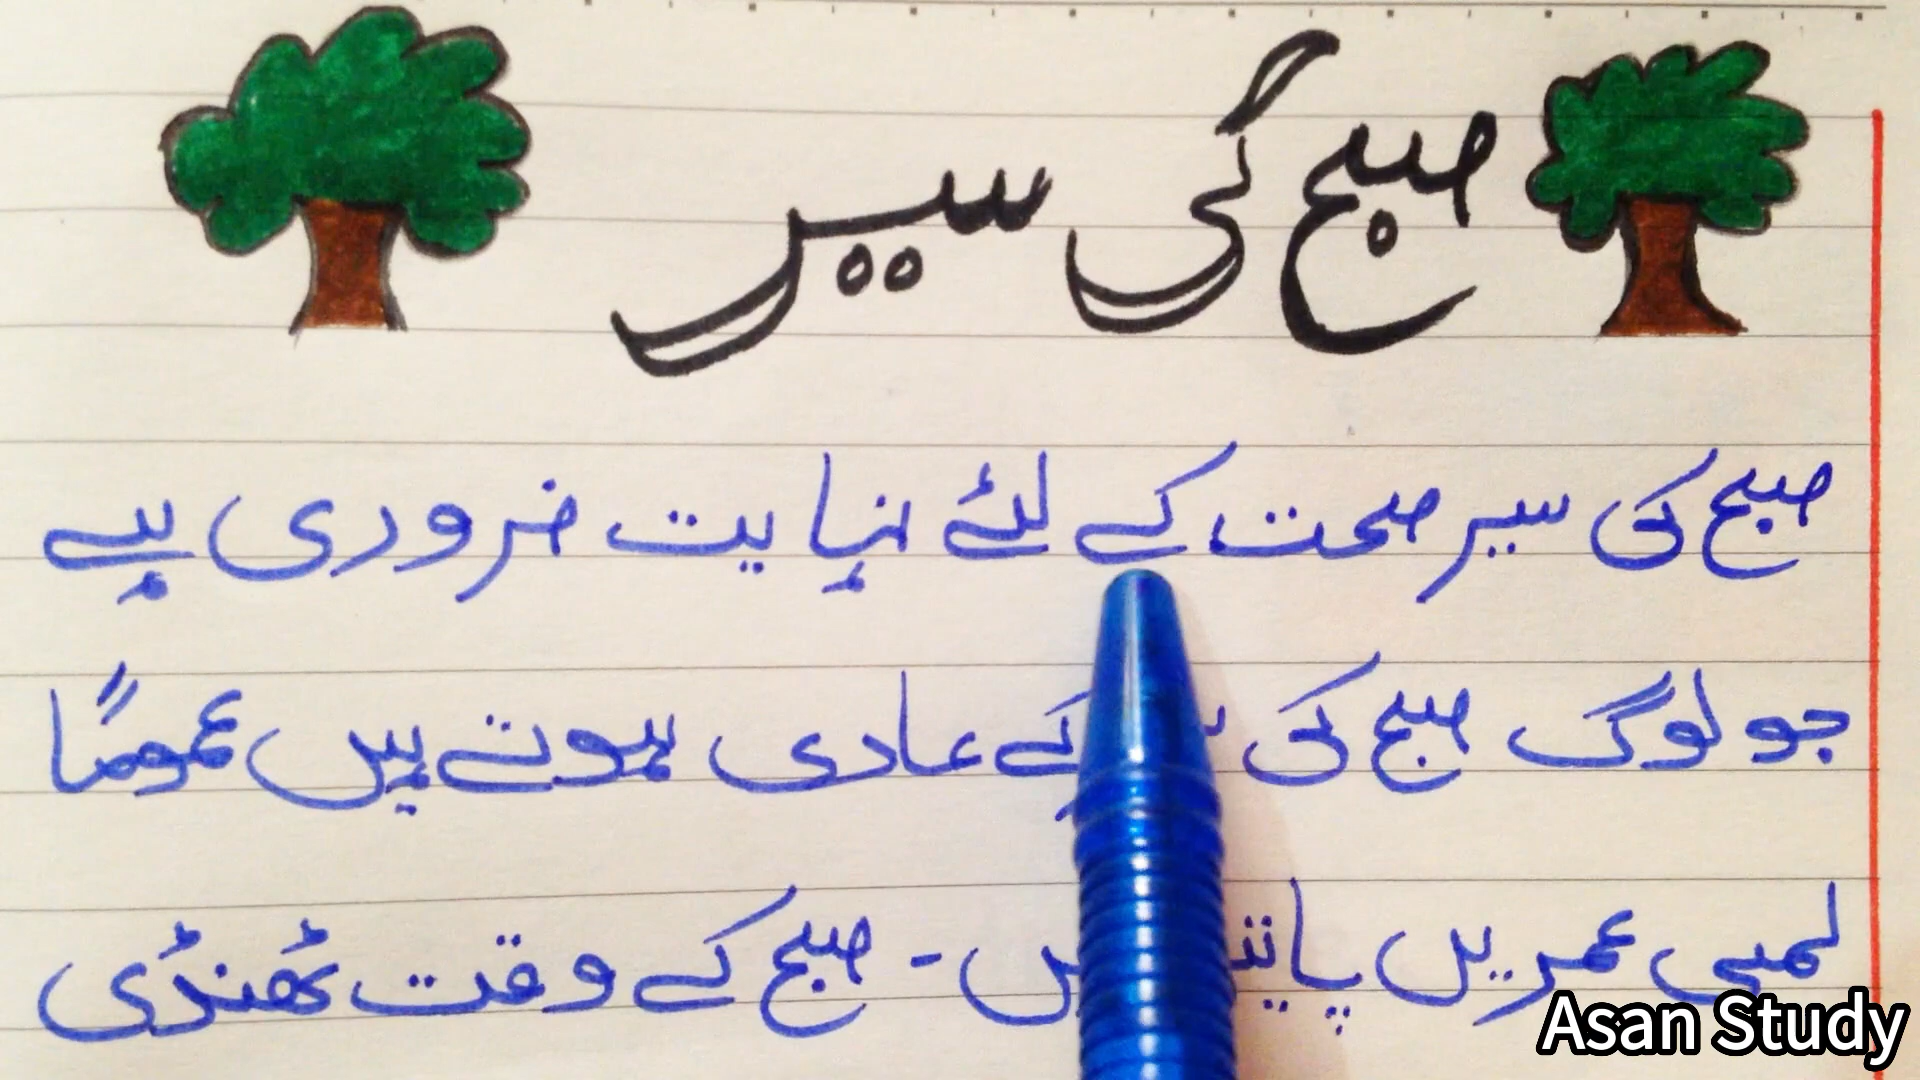 صبح کی سیر
صبح کی سیر صحت کے لئے نہایت ضروری ہے
جو لوگ صبح کی کے عادی ہوتے ہیں عموماً
لمبی عمریں - صبح کے وقت ٹھنڈی
Asan Study